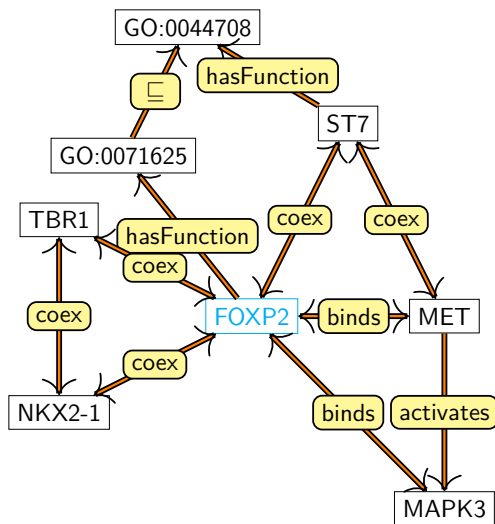 GO:0044708
hasFunction
⊑
ST7
GO:0071625
TBR1
hasFunction
coex
coex
coex
coex
FOXP2
binds
MET
coex
NKX2-1
binds
activates
MAPK3